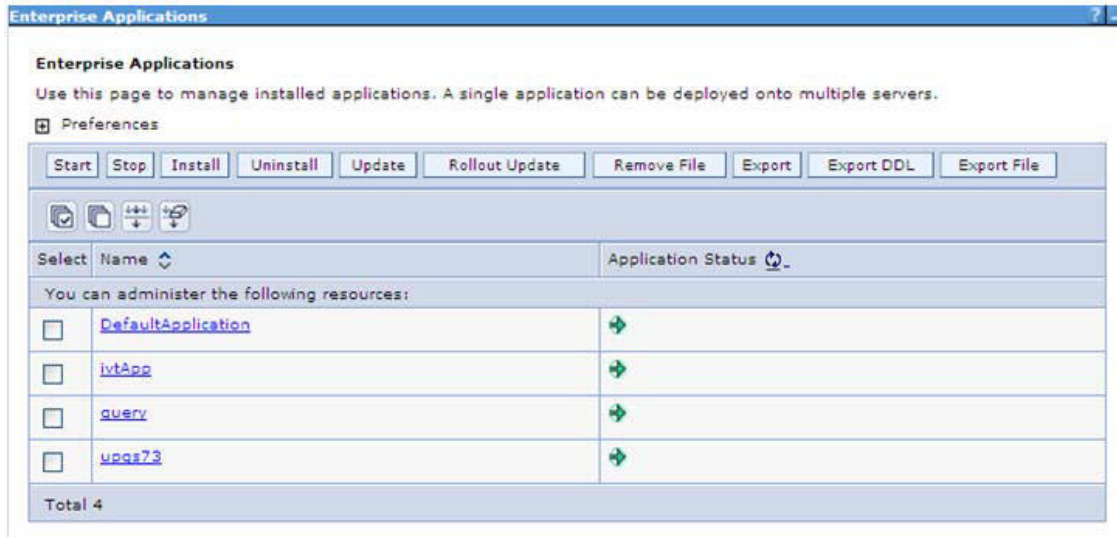 Enterprise Applications ? -
Enterprise Applications
Use this page to manage installed applications. A single application can be deployed onto multiple servers.
Preferences
Start Stop Install Uninstall Update Rollout Update Remove File Export Export DDL Export File
Select Name Application Status
You can administer the following resources:
DefaultApplication
ivtApp
query
upgs73
Total 4